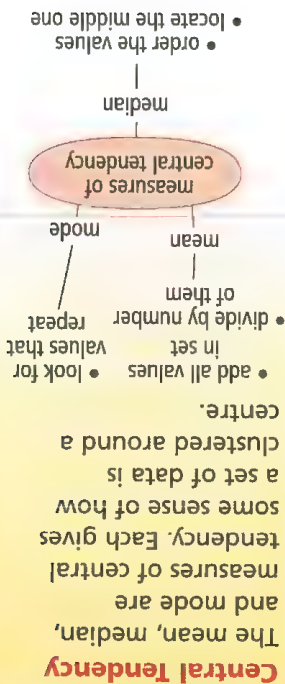 Central Tendency
The mean, median,
and mode are
measures of central
tendency. Each gives
some sense of how
a set of data is
clustered around a
centre.
• add all values
in set
• divide by number
of them
• look for
values that
repeat
mean
mode
measures of
central tendency
median
• order the values
• locate the middle one